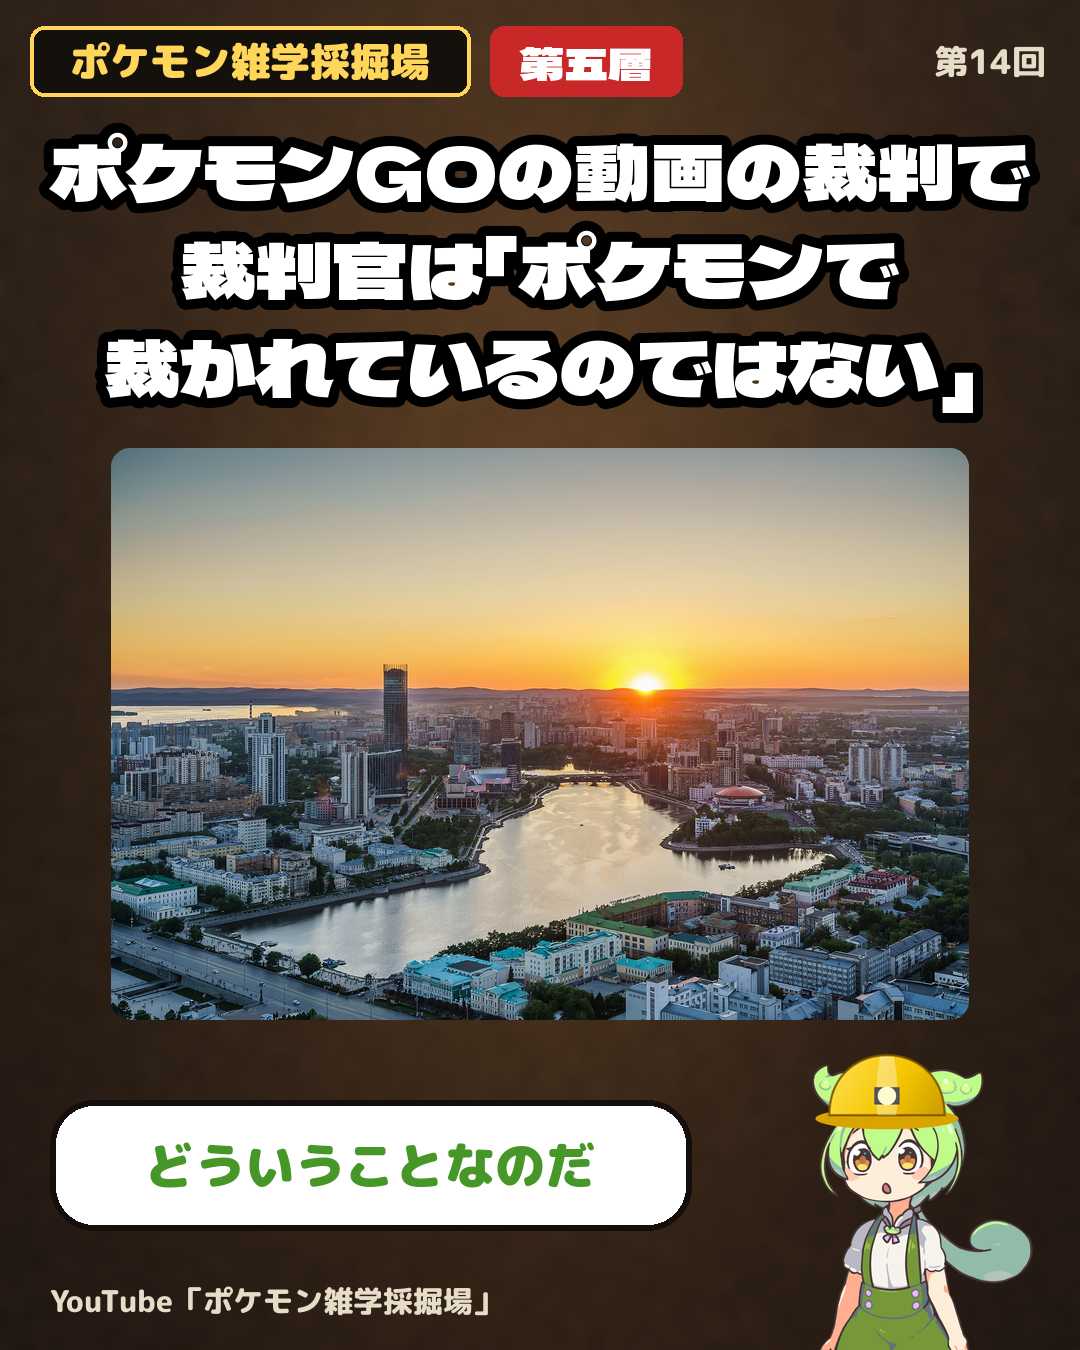 ポケモン雑学採掘場
第五層
第14回
ポケモンGOの動画の裁判で
裁判官は「ポケモンで
裁かれているのではない」
どういうことなのだ
YouTube「ポケモン雑学採掘場」